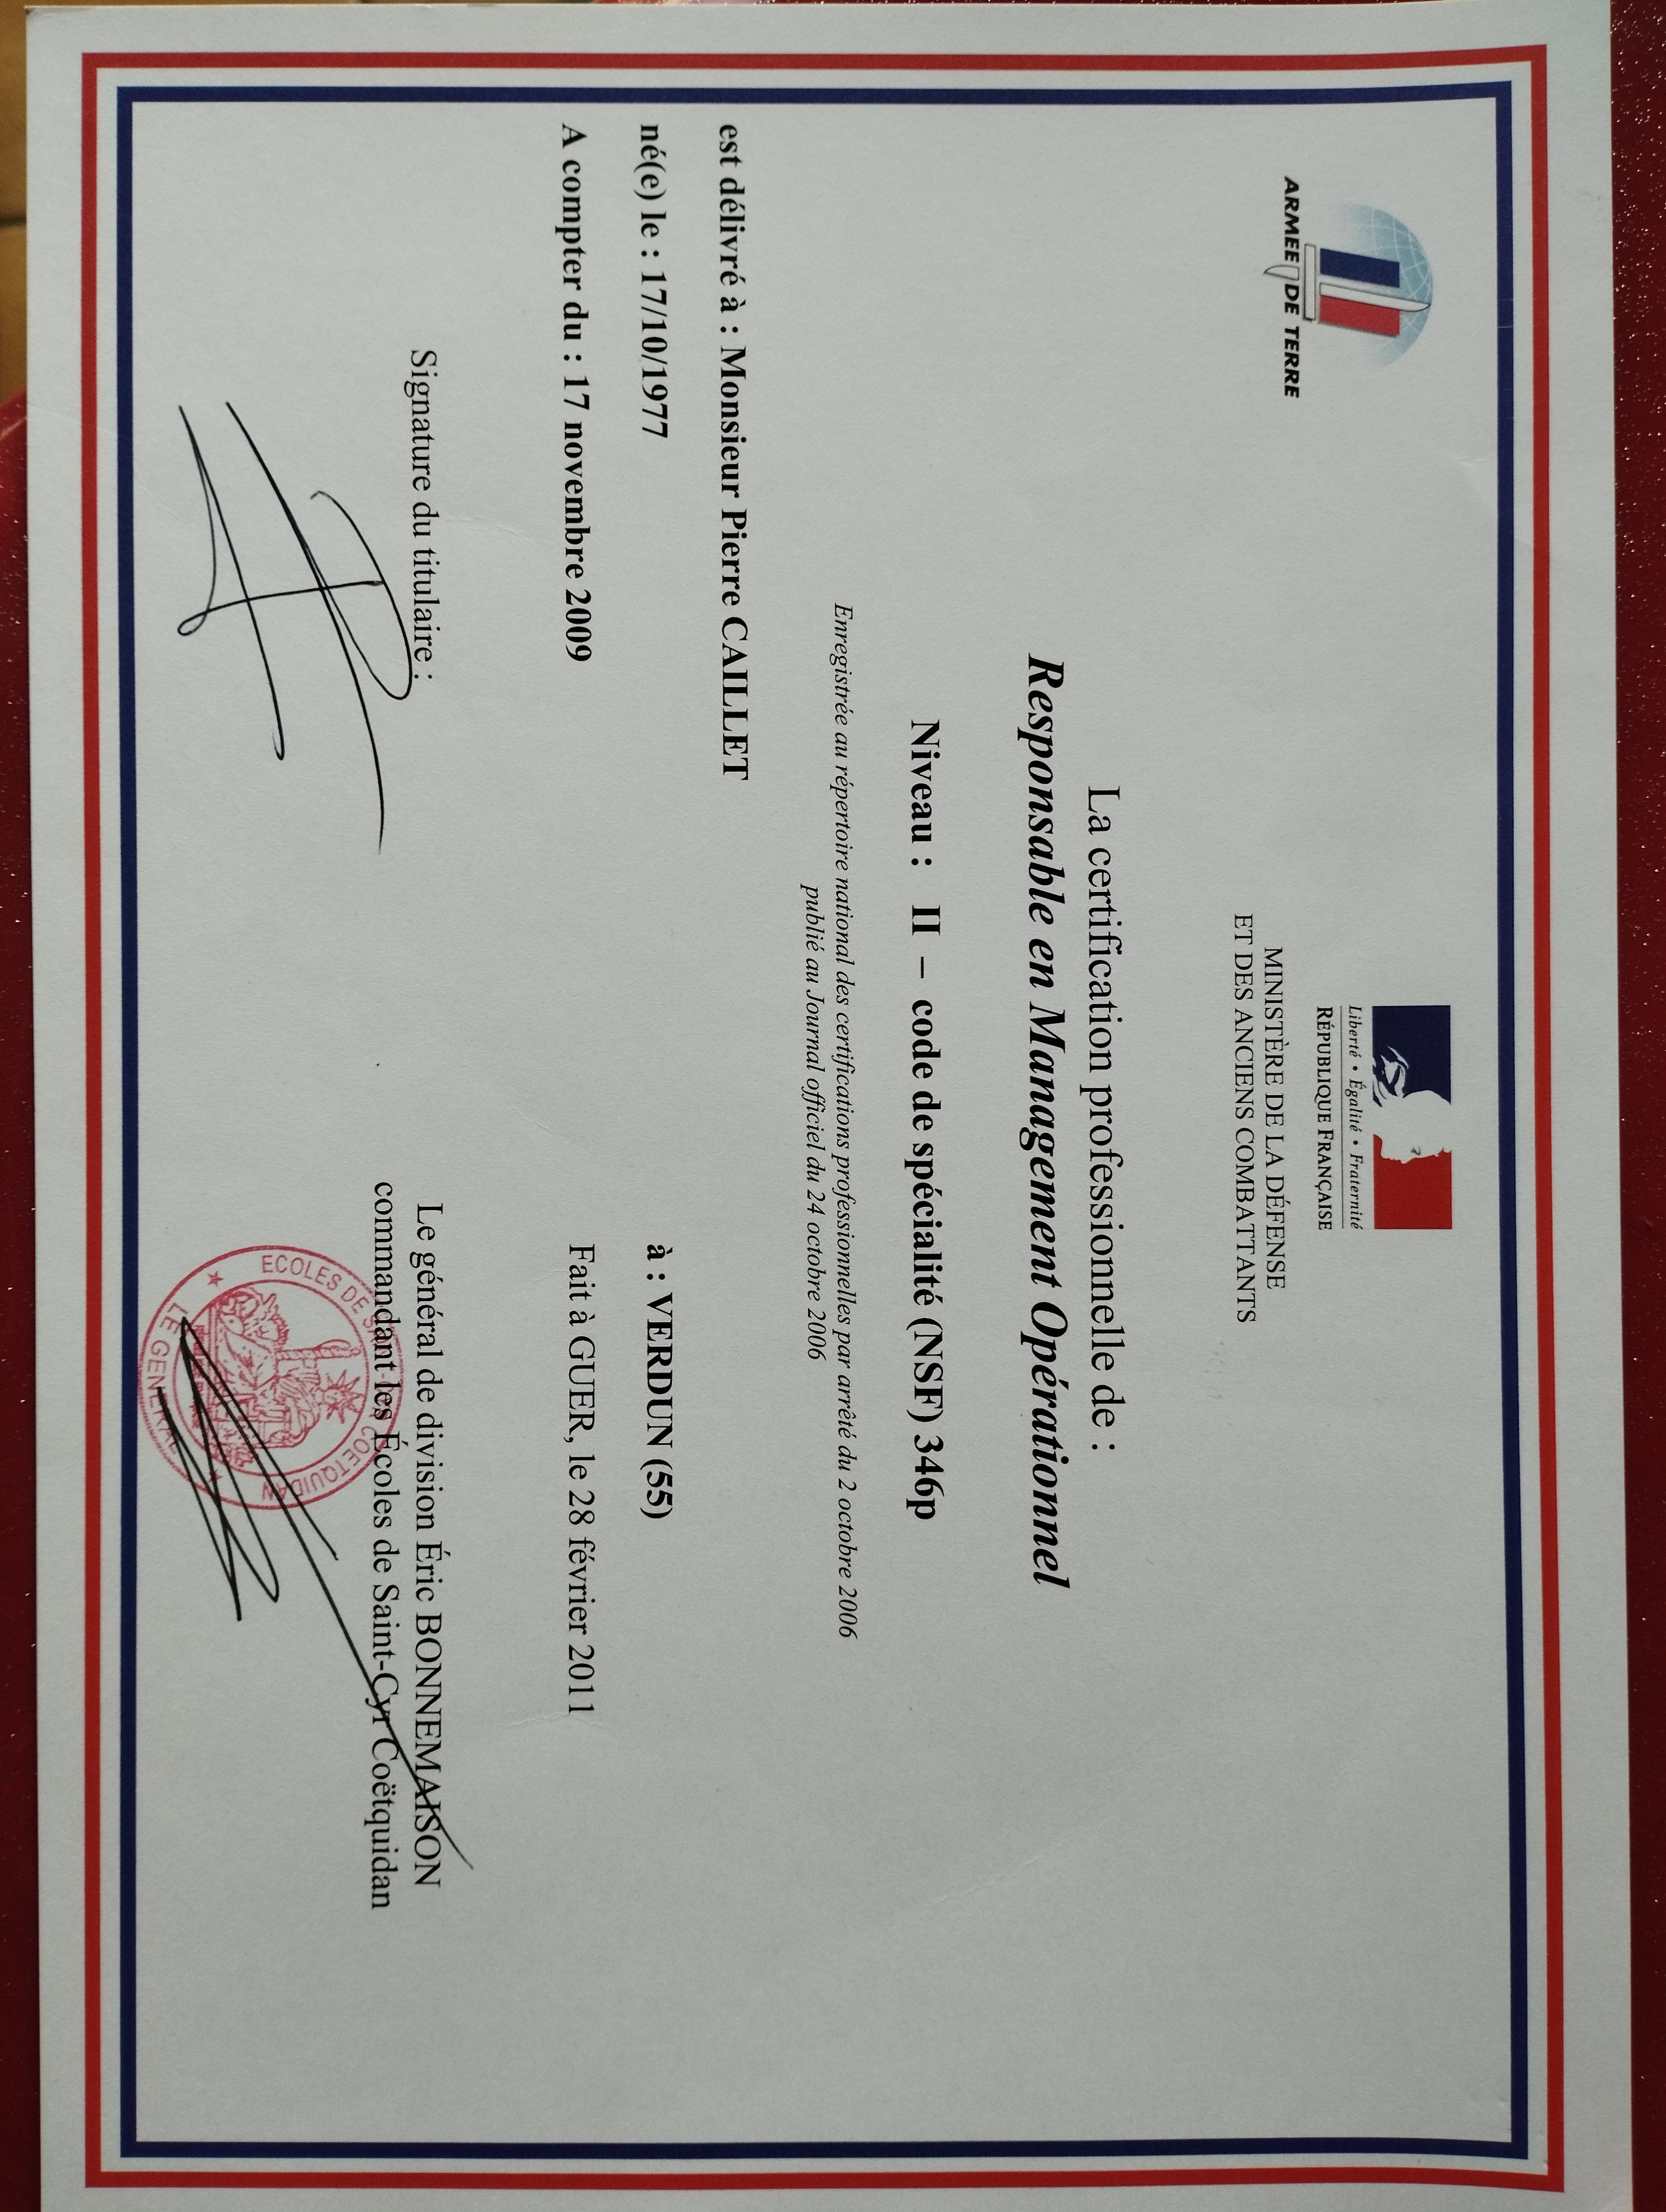 ARMEE DE TERRE
Liberté • Égalité • Fraternité
RÉPUBLIQUE FRANÇAISE
MINISTÈRE DE LA DÉFENSE
ET DES ANCIENS COMBATTANTS
La certification professionnelle de :
Responsable en Management Opérationnel
Niveau : II – code de spécialité (NSF) 346p
Enregistrée au répertoire national des certifications professionnelles par arrêté du 2 octobre 2006
publié au Journal officiel du 24 octobre 2006
est délivré à : Monsieur Pierre CAILLET
né(e) le : 17/10/1977 à : VERDUN (55)
A compter du : 17 novembre 2009 Fait à GUER, le 28 février 2011
Signature du titulaire :
Le général de division Éric BONNEMAISON
commandant les Écoles de Saint-Cyr Coëtquidan
ECOLES DE COETQUIDAN
LE GENERAL